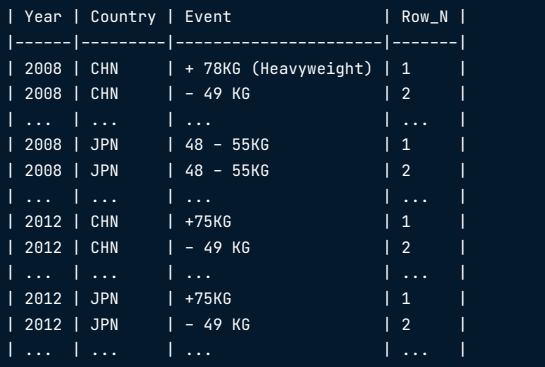 | Year | Country | Event                | Row_N |
|------|---------|----------------------|-------|
| 2008 | CHN     | + 78KG (Heavyweight) | 1     |
| 2008 | CHN     | – 49 KG              | 2     |
| ... | ...     | ...                  | ...   |
| 2008 | JPN     | 48 – 55KG            | 1     |
| 2008 | JPN     | 48 – 55KG            | 2     |
| ... | ...     | ...                  | ...   |
| 2012 | CHN     | +75KG                | 1     |
| 2012 | CHN     | – 49 KG              | 2     |
| ... | ...     | ...                  | ...   |
| 2012 | JPN     | +75KG                | 1     |
| 2012 | JPN     | – 49 KG              | 2     |
| ... | ...     | ...                  | ...   |